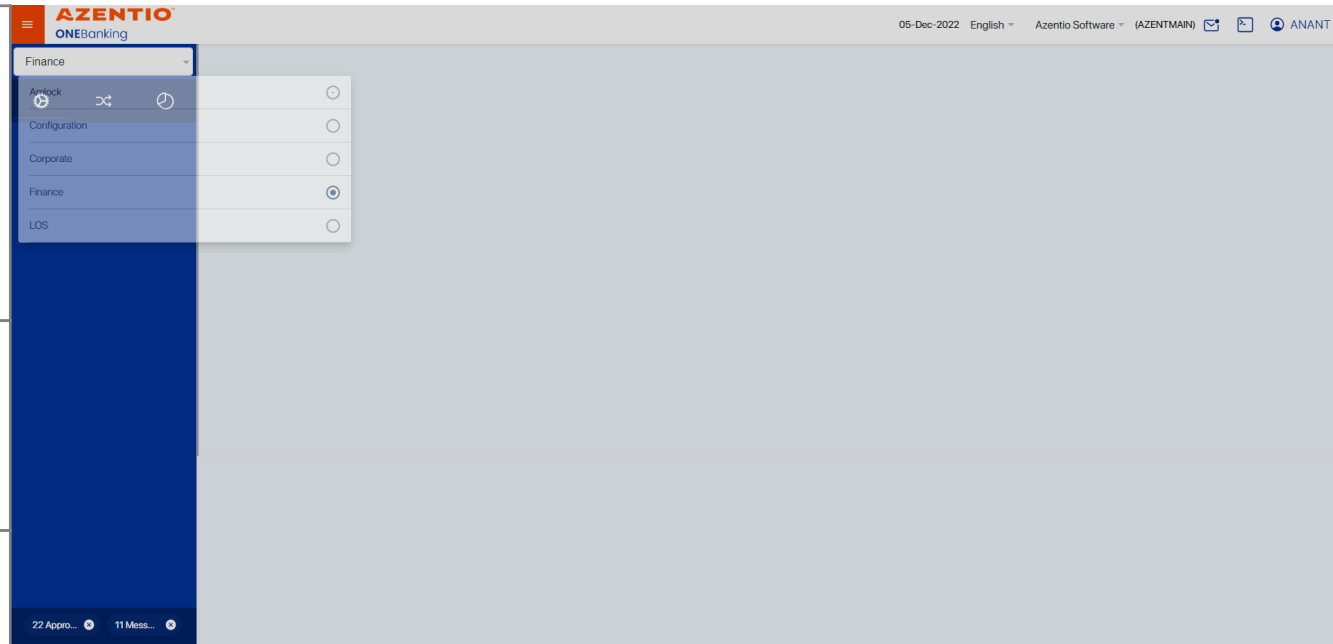 AZENTIO™
ONEBanking
05-Dec-2022 English Azentio Software (AZENTMAIN) ANANT
Finance
Amlock
Configuration
Corporate
Finance
LOS
22 Appro... 11 Mess...